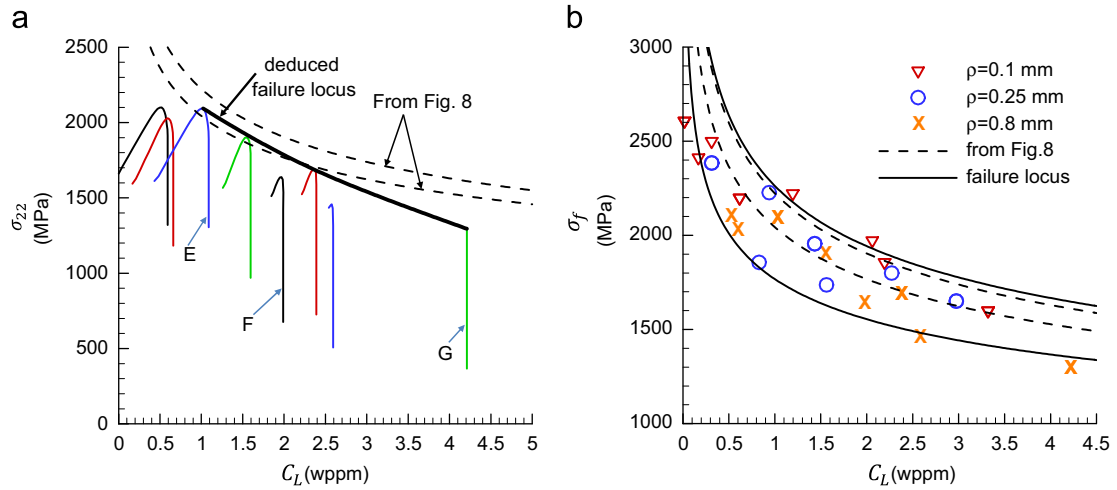 a
σ22
(MPa)
2500
2000
1500
1000
500
0
deduced
failure locus
From Fig. 8
E
F
G
0 0.5 1 1.5 2 2.5 3 3.5 4 4.5 5
C_L(wppm)
b
σf
(MPa)
3000
2500
2000
1500
1000
ρ=0.1 mm
ρ=0.25 mm
ρ=0.8 mm
from Fig.8
failure locus
0 0.5 1 1.5 2 2.5 3 3.5 4 4.5
C_L(wppm)